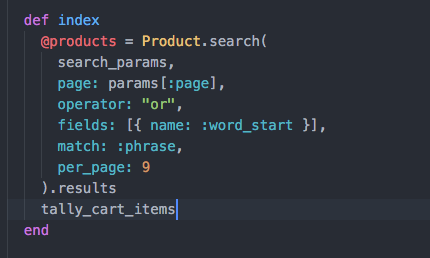 def index
@products = Product.search(
search_params,
page: params[:page],
operator: "or",
fields: [{ name: :word_start }],
match: :phrase,
per_page: 9
).results
tally_cart_items
end